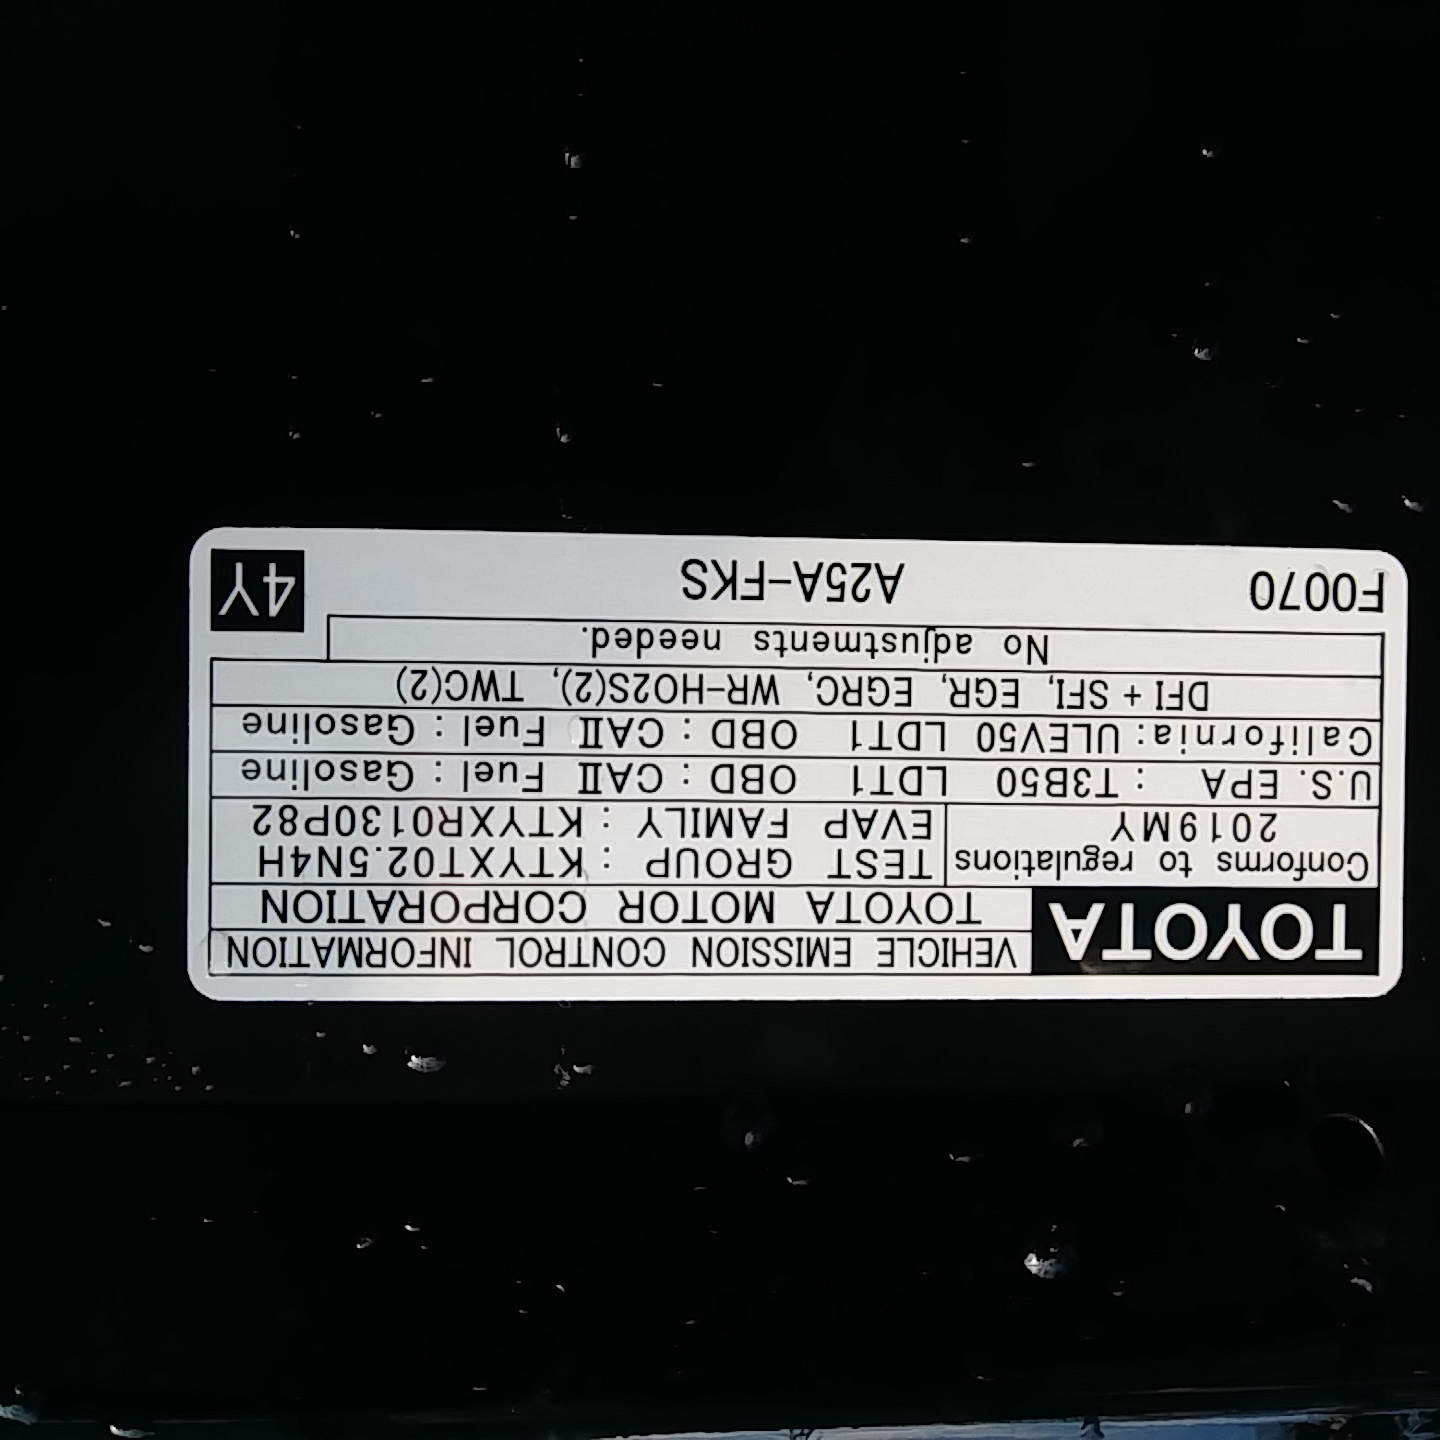 TOYOTA
VEHICLE EMISSION CONTROL INFORMATION
TOYOTA MOTOR CORPORATION
Conforms to regulations
2019MY
TEST GROUP : KTYXT02.5N4H
EVAP FAMILY : KTYXR0130P82
U.S. EPA : T3B50 LDT1 OBD : CAII Fuel : Gasoline
California : ULEV50 LDT1 OBD : CAII Fuel : Gasoline
DFI + SFI, EGR, EGRC, WR-HO2S(2), TWC(2)
No adjustments needed.
F0070 A25A-FKS 4Y